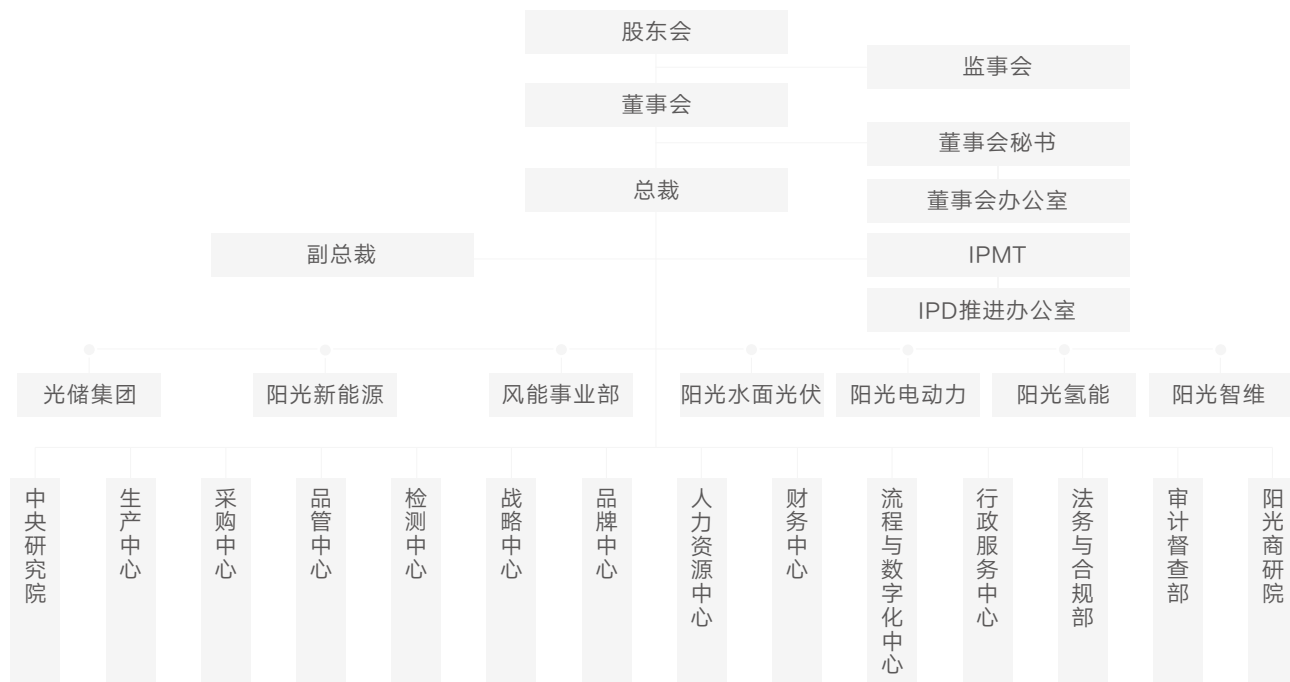 股东会
监事会
董事会
董事会秘书
总裁
董事会办公室
副总裁
IPMT
IPD推进办公室
光储集团
阳光新能源
风能事业部
阳光水面光伏
阳光电动力
阳光氢能
阳光智维
中央研究院
生产中心
采购中心
品管中心
检测中心
战略中心
品牌中心
人力资源中心
财务中心
流程与数字化中心
行政服务中心
法务与合规部
审计督查部
阳光商研院